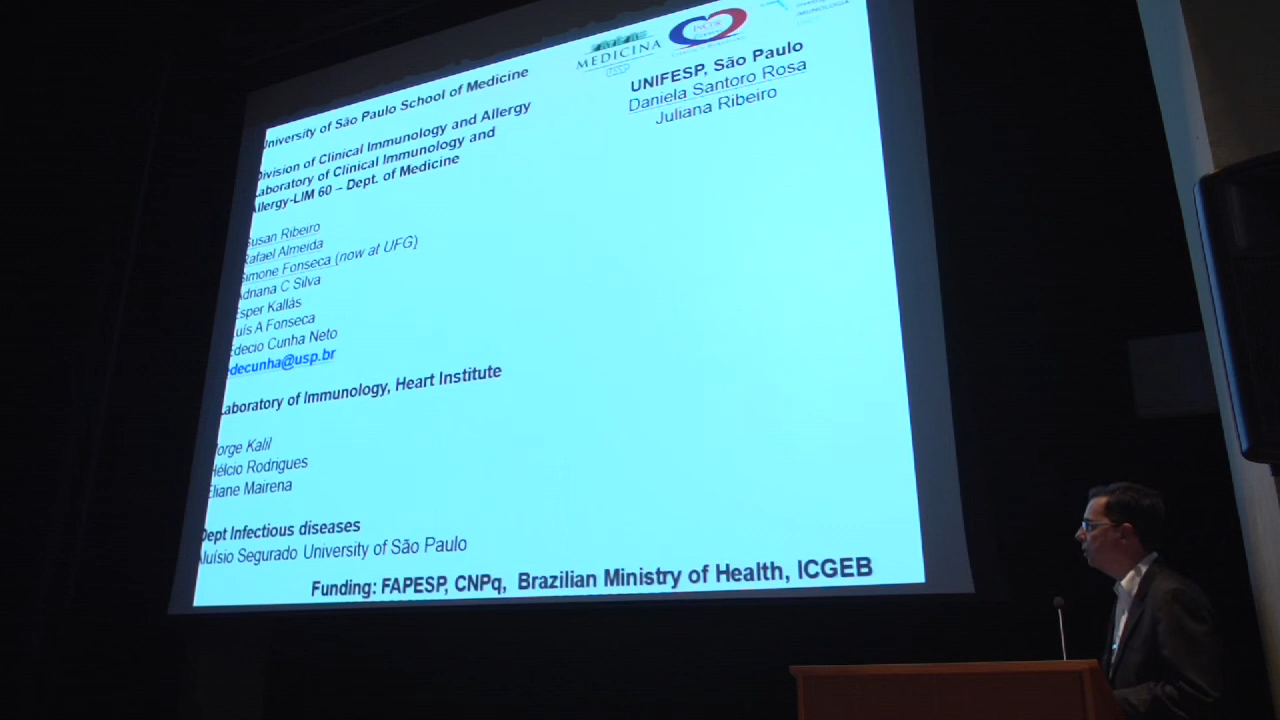 University of São Paulo School of Medicine
Division of Clinical Immunology and Allergy
Laboratory of Clinical Immunology and
Allergy-LIM 60 – Dept. of Medicine
Susan Ribeiro
Rafael Almeida
Simone Fonseca (now at UFG)
Adriana C Silva
Esper Kallás
Luís A Fonseca
Edecio Cunha Neto
edecunha@usp.br
Laboratory of Immunology, Heart Institute
Jorge Kalil
Hélcio Rodrigues
Eliane Mairena
Dept Infectious diseases
Aluísio Segurado University of São Paulo
Funding: FAPESP, CNPq, Brazilian Ministry of Health, ICGEB
MEDICINA
USP
INCOR
IMUNOLOGIA
UNIFESP, São Paulo
Daniela Santoro Rosa
Juliana Ribeiro